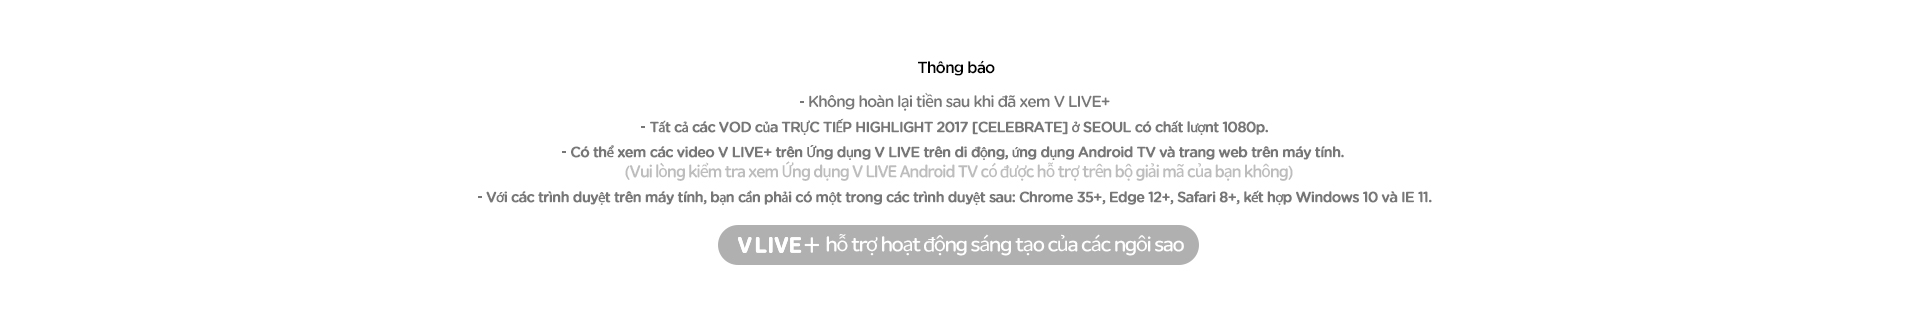 Thông báo
- Không hoàn lại tiền sau khi đã xem V LIVE+
- Tất cả các VOD của TRỰC TIẾP HIGHLIGHT 2017 [CELEBRATE] ở SEOUL có chất lượnt 1080p.
- Có thể xem các video V LIVE+ trên Ứng dụng V LIVE trên di động, ứng dụng Android TV và trang web trên máy tính.
(Vui lòng kiểm tra xem Ứng dụng V LIVE Android TV có được hỗ trợ trên bộ giải mã của bạn không)
- Với các trình duyệt trên máy tính, bạn cần phải có một trong các trình duyệt sau: Chrome 35+, Edge 12+, Safari 8+, kết hợp Windows 10 và IE 11.
V LIVE+ hỗ trợ hoạt động sáng tạo của các ngôi sao